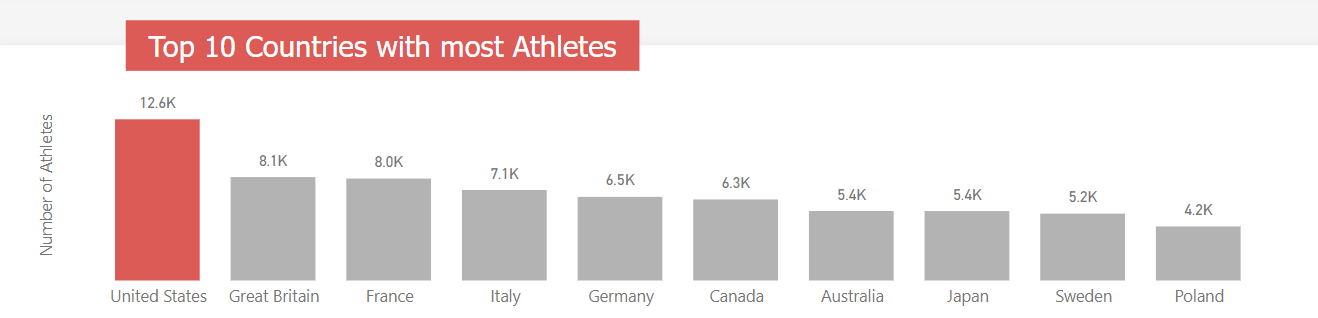 Top 10 Countries with most Athletes
Number of Athletes
12.6K
8.1K
8.0K
7.1K
6.5K
6.3K
5.4K
5.4K
5.2K
4.2K
United States
Great Britain
France
Italy
Germany
Canada
Australia
Japan
Sweden
Poland